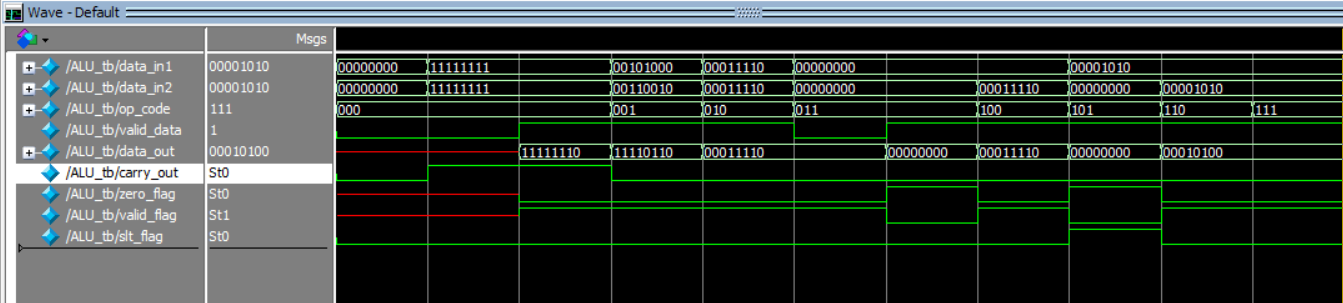 Wave - Default
Msgs
/ALU_tb/data_in1 00001010 00000000 11111111 00101000 00011110 00000000 00001010
/ALU_tb/data_in2 00001010 00000000 11111111 00110010 00011110 00000000 00011110 00000000 00001010
/ALU_tb/op_code 111 000 001 010 011 100 101 110 111
/ALU_tb/valid_data 1
/ALU_tb/data_out 00010100 11111110 11110110 00011110 00000000 00011110 00000000 00010100
/ALU_tb/carry_out St0
/ALU_tb/zero_flag St0
/ALU_tb/valid_flag St1
/ALU_tb/slt_flag St0